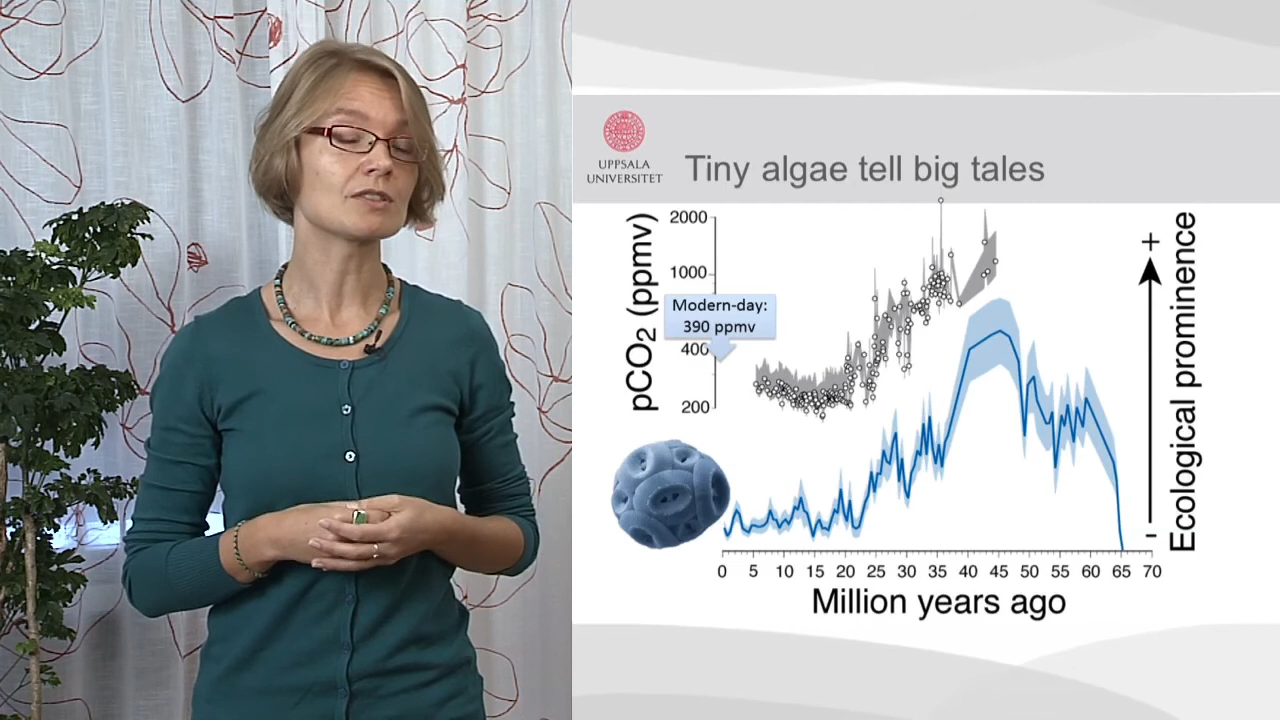 UPPSALA
UNIVERSITET
Tiny algae tell big tales
pCO2 (ppmv)
2000
1000
Modern-day:
390 ppmv
400
200
+
Ecological prominence
-
0 5 10 15 20 25 30 35 40 45 50 55 60 65 70
Million years ago